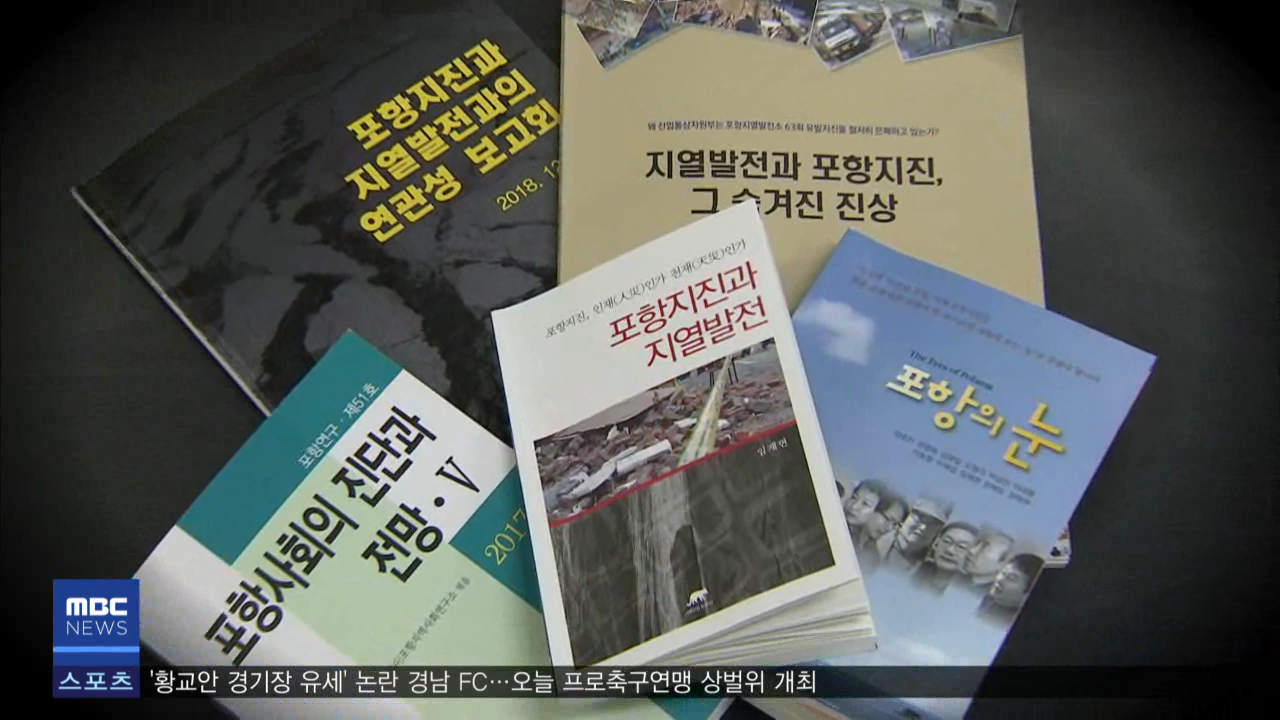 포항지진과
지열발전과의
연관성 보고회
2018. 12
왜 산업통상자원부는 포항지열발전소 63회 유발지진을 철저히 은폐하고 있는가?
지열발전과 포항지진,
그 숨겨진 진상
포항지진, 인재(人災)인가 천재(天災)인가
포항지진과
지열발전
임재현
The Eyes of Pohang
포항의 눈
포항연구·제51호
포항사회의 진단과
전망·Ⅴ
2017
MBC
NEWS
스포츠 '황교안 경기장 유세' 논란 경남 FC…오늘 프로축구연맹 상벌위 개최